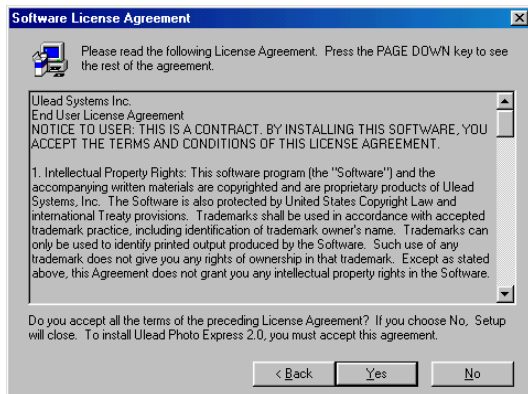 Software License Agreement
Please read the following License Agreement. Press the PAGE DOWN key to see
the rest of the agreement.
Ulead Systems Inc.
End User License Agreement
NOTICE TO USER: THIS IS A CONTRACT. BY INSTALLING THIS SOFTWARE, YOU
ACCEPT THE TERMS AND CONDITIONS OF THIS LICENSE AGREEMENT.
1. Intellectual Property Rights: This software program (the "Software") and the
accompanying written materials are copyrighted and are proprietary products of Ulead
Systems, Inc. The Software is also protected by United States Copyright Law and
international Treaty provisions. Trademarks shall be used in accordance with accepted
trademark practice, including identification of trademark owner's name. Trademarks can
only be used to identify printed output produced by the Software. Such use of any
trademark does not give you any rights of ownership in that trademark. Except as stated
above, this Agreement does not grant you any intellectual property rights in the Software.
Do you accept all the terms of the preceding License Agreement? If you choose No, Setup
will close. To install Ulead Photo Express 2.0, you must accept this agreement.
< Back Yes No